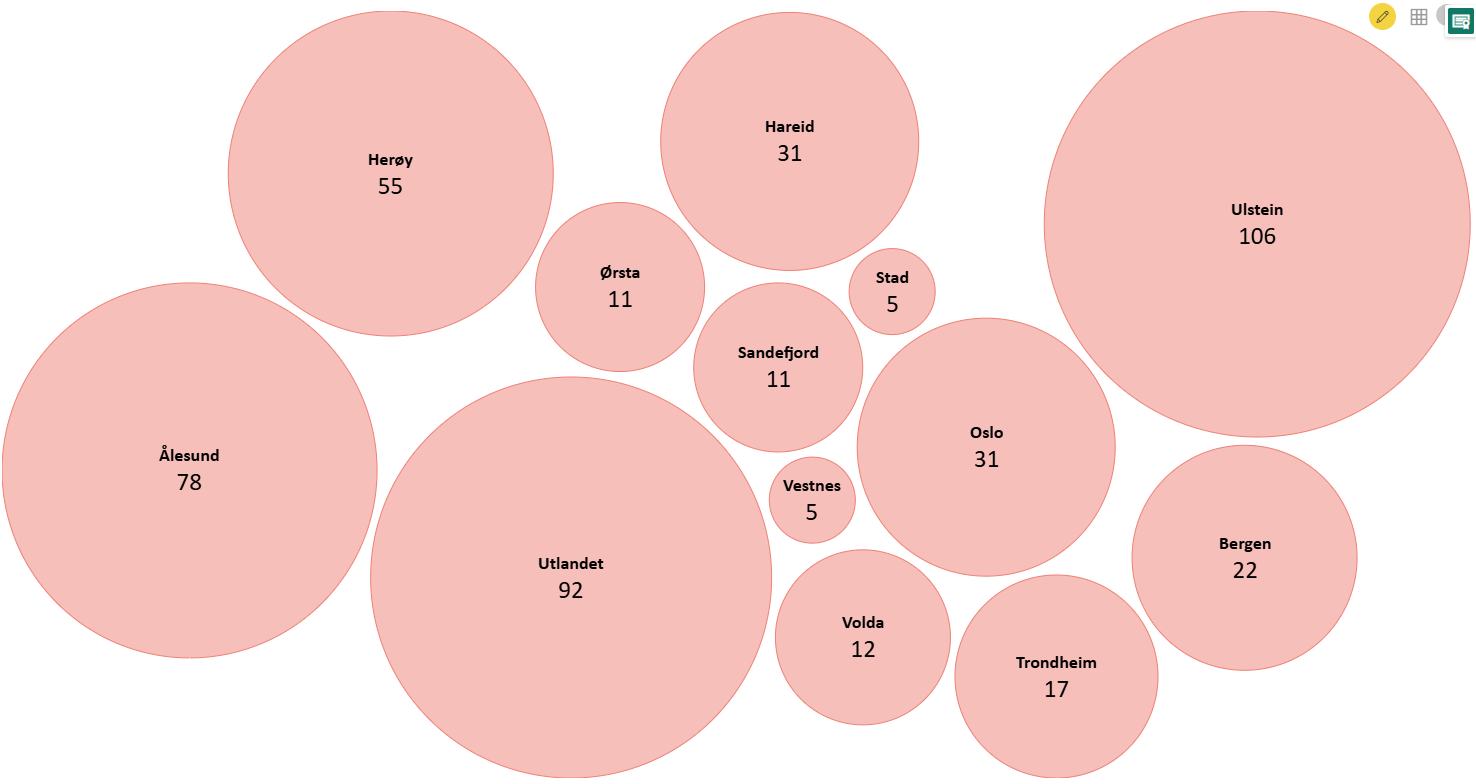 Herøy
55
Hareid
31
Ulstein
106
Ørsta
11
Stad
5
Sandefjord
11
Ålesund
78
Oslo
31
Vestnes
5
Utlandet
92
Bergen
22
Volda
12
Trondheim
17